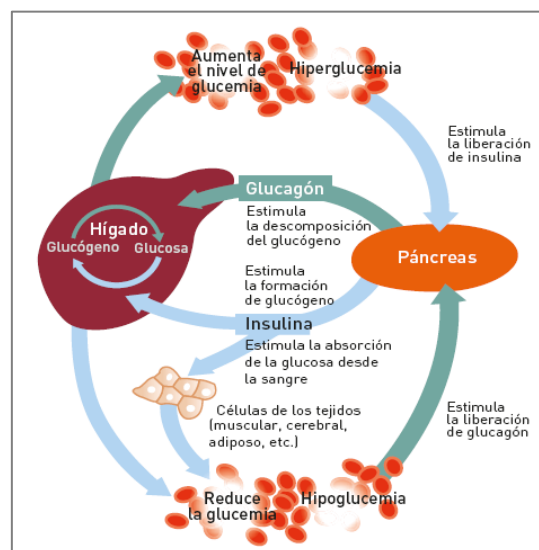 Aumenta
el nivel de
glucemia
Hiperglucemia
Estimula
la liberación
de insulina
Glucagón
Estimula
la descomposición
del glucógeno
Hígado
Glucógeno
Glucosa
Páncreas
Estimula
la formación
de glucógeno
Insulina
Estimula la absorción
de la glucosa desde
la sangre
Células de los tejidos
(muscular, cerebral,
adiposo, etc.)
Estimula
la liberación
de glucagón
Reduce
la glucemia
Hipoglucemia